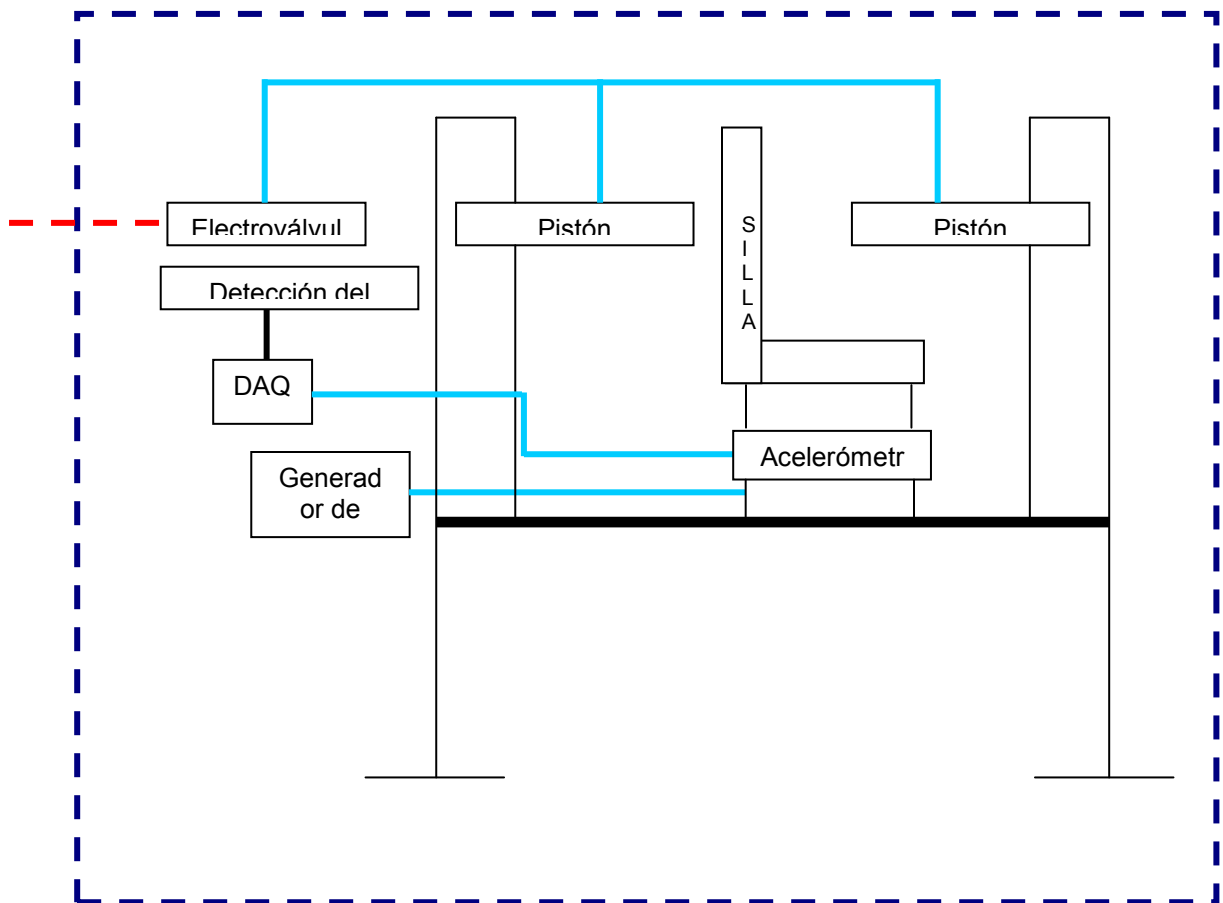 Electroválvul
Pistón
Pistón
S
I
L
L
A
Detección del
DAQ
Acelerómetr
Generad
or de